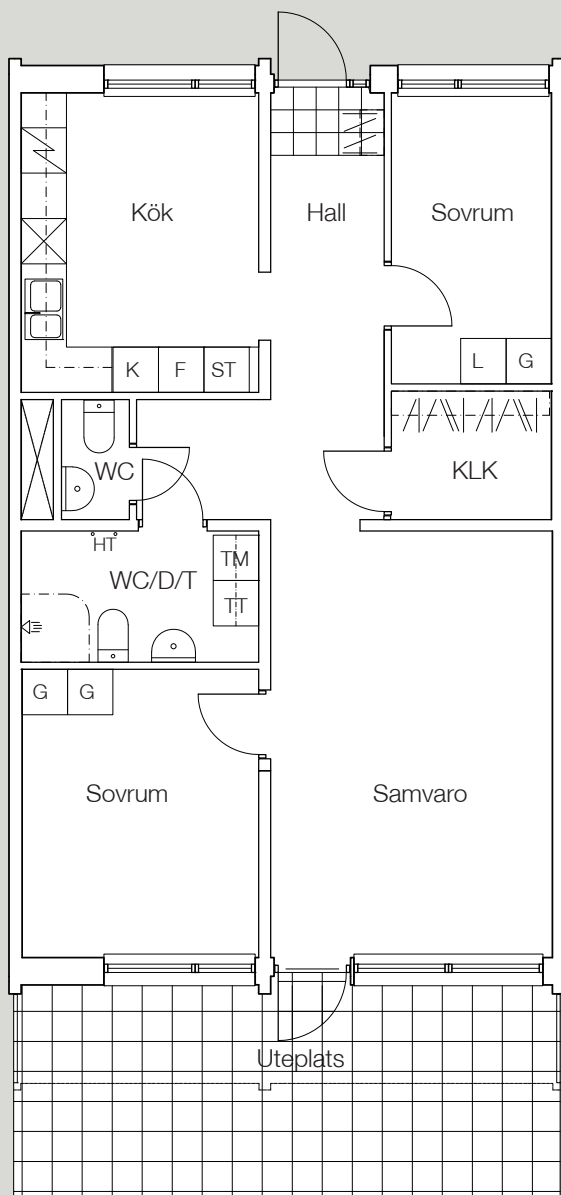 Kök
Hall
Sovrum
K F ST
L G
WC
KLK
HT
WC/D/T
TM
TT
G G
Sovrum
Samvaro
Uteplats